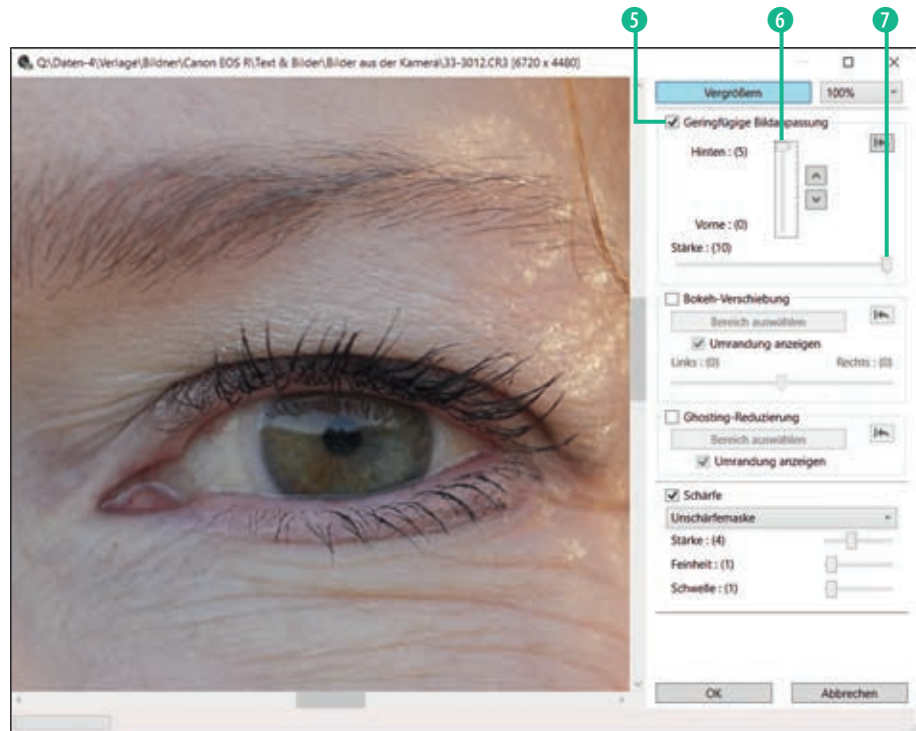 5 6 7
Q:\Daten-4\Verlage\Bildner\Canon EOS R\Text & Bilder\Bilder aus der Kamera\33-3012.CR3 [6720 x 4480]
Vergrößern 100%
Geringfügige Bildanpassung
Hinten : (5)
Vorne : (0)
Stärke : (10)
Bokeh-Verschiebung
Bereich auswählen
Umrandung anzeigen
Links : (0) Rechts : (0)
Ghosting-Reduzierung
Bereich auswählen
Umrandung anzeigen
Schärfe
Unschärfemaske
Stärke : (4)
Feinheit : (1)
Schwelle : (1)
OK Abbrechen